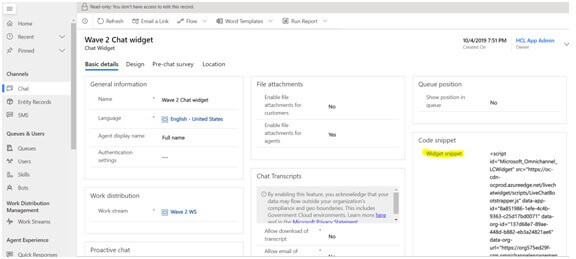 Read-only: You don't have access to edit this record.
Refresh
Email a Link
Flow
Word Templates
Run Report
Home
Recent
Pinned
Channels
Chat
Entity Records
SMS
Queues & Users
Queues
Users
Skills
Bots
Work Distribution
Management
Work Streams
Agent Experience
Quick Responses
Wave 2 Chat widget
Chat Widget
10/4/2019 7:51 PM
Created On
HCL App Admin
Owner
Basic details
Design
Pre-chat survey
Location
General information
Name * Wave 2 Chat widget
Language * English - United States
Agent display name * Full name
Authentication
settings ---
Work distribution
Work stream * Wave 2 WS
Proactive chat
File attachments
Enable file
attachments for
customers No
Enable file
attachments for
agents Yes
Chat Transcripts
By enabling this feature, you acknowledge that your
data may flow outside your organization's
compliance and geo-boundaries. This includes
Government Cloud environments. Learn more here
and in the Microsoft Privacy Statement.
Allow download of
transcript No
Allow email of
Queue position
Show position in
queue No
Code snippet
Widget snippet
<script
id="Microsoft_Omnichannel
_LCWidget" src="https://oc-
cdn-
ocprod.azureedge.net/livech
atwidget/scripts/LiveChatBo
otstrapper.js" data-app-
id="8a851986-1efe-4c4b-
9363-c25d17bd0071" data-
org-id="137d68e7-89ae-
448d-b882-eb3a24821ae6"
data-org-
url="https://org575ed29f-